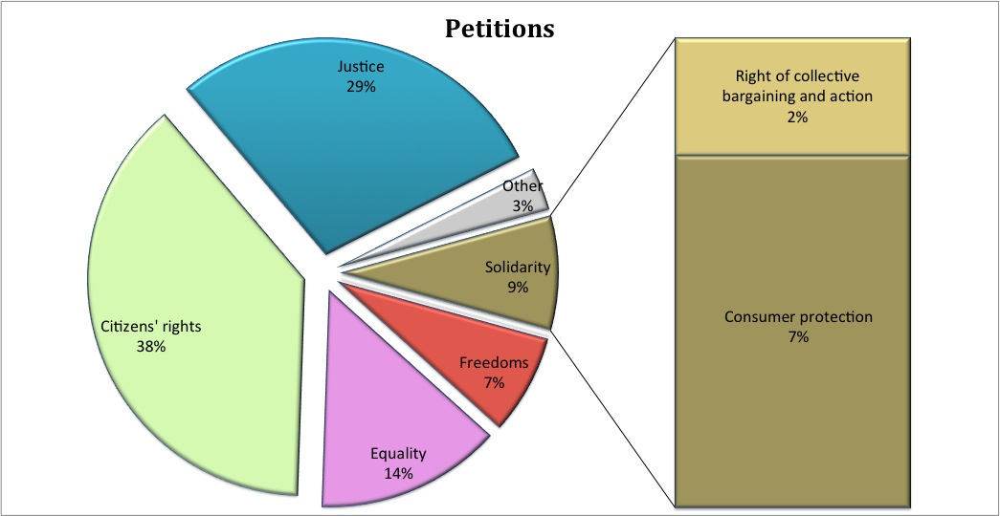 Petitions
Justice
29%
Other
3%
Solidarity
9%
Freedoms
7%
Equality
14%
Citizens' rights
38%
Right of collective
bargaining and action
2%
Consumer protection
7%